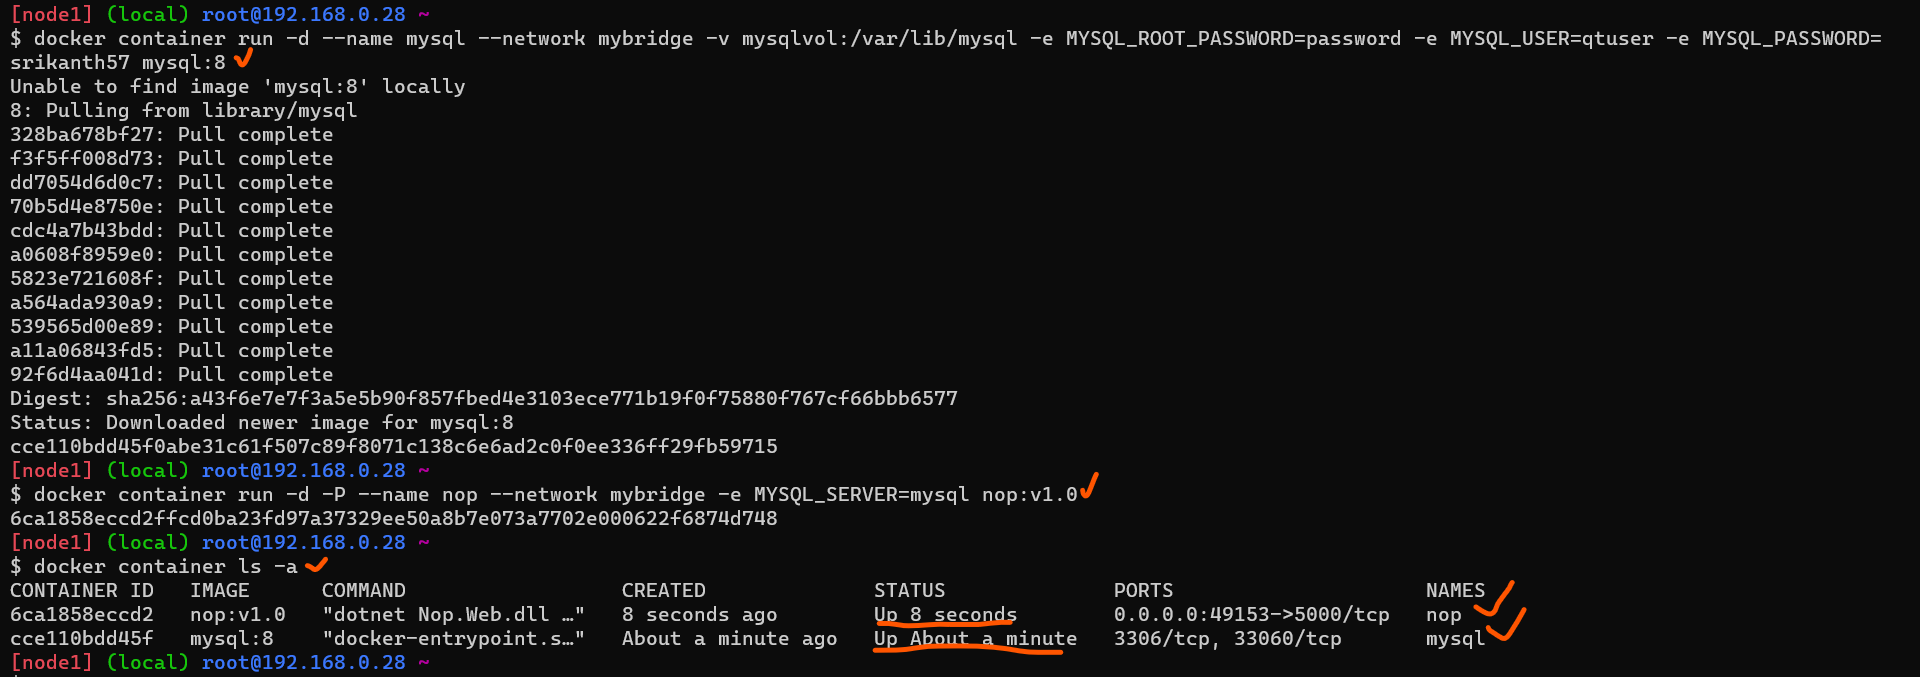 [node1] (local) root@192.168.0.28 ~
$ docker container run -d --name mysql --network mybridge -v mysqlvol:/var/lib/mysql -e MYSQL_ROOT_PASSWORD=password -e MYSQL_USER=qtuser -e MYSQL_PASSWORD=
srikanth57 mysql:8
Unable to find image 'mysql:8' locally
8: Pulling from library/mysql
328ba678bf27: Pull complete
f3f5ff008d73: Pull complete
dd7054d6d0c7: Pull complete
70b5d4e8750e: Pull complete
cdc4a7b43bdd: Pull complete
a0608f8959e0: Pull complete
5823e721608f: Pull complete
a564ada930a9: Pull complete
539565d00e89: Pull complete
a11a06843fd5: Pull complete
92f6d4aa041d: Pull complete
Digest: sha256:a43f6e7e7f3a5e5b90f857fbed4e3103ece771b19f0f75880f767cf66bbb6577
Status: Downloaded newer image for mysql:8
cce110bdd45f0abe31c61f507c89f8071c138c6e6ad2c0f0ee336ff29fb59715
[node1] (local) root@192.168.0.28 ~
$ docker container run -d -P --name nop --network mybridge -e MYSQL_SERVER=mysql nop:v1.0
6ca1858eccd2ffcd0ba23fd97a37329ee50a8b7e073a7702e000622f6874d748
[node1] (local) root@192.168.0.28 ~
$ docker container ls -a
CONTAINER ID   IMAGE      COMMAND                  CREATED              STATUS              PORTS                     NAMES
6ca1858eccd2   nop:v1.0   "dotnet Nop.Web.dll …"   8 seconds ago        Up 8 seconds        0.0.0.0:49153->5000/tcp   nop
cce110bdd45f   mysql:8    "docker-entrypoint.s…"   About a minute ago   Up About a minute   3306/tcp, 33060/tcp       mysql
[node1] (local) root@192.168.0.28 ~